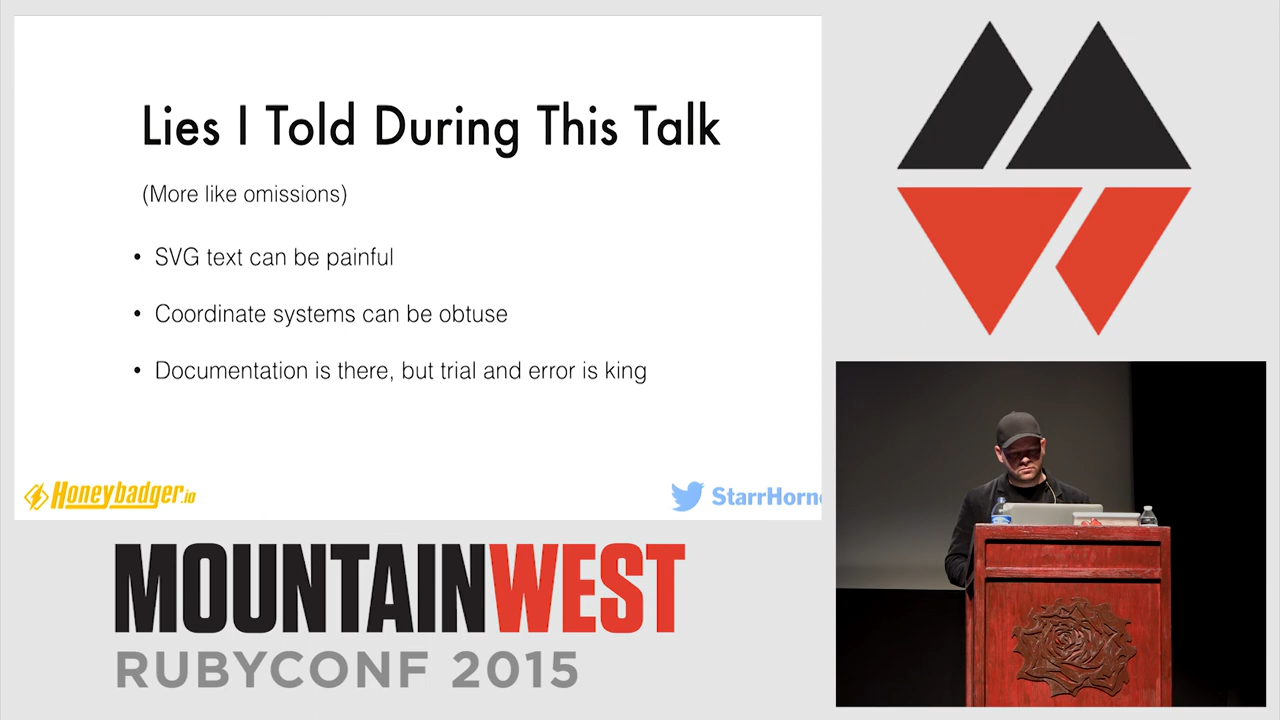 Lies I Told During This Talk
(More like omissions)
• SVG text can be painful
• Coordinate systems can be obtuse
• Documentation is there, but trial and error is king
Honeybadger.io
StarrHorne
MOUNTAINWEST
RUBYCONF 2015